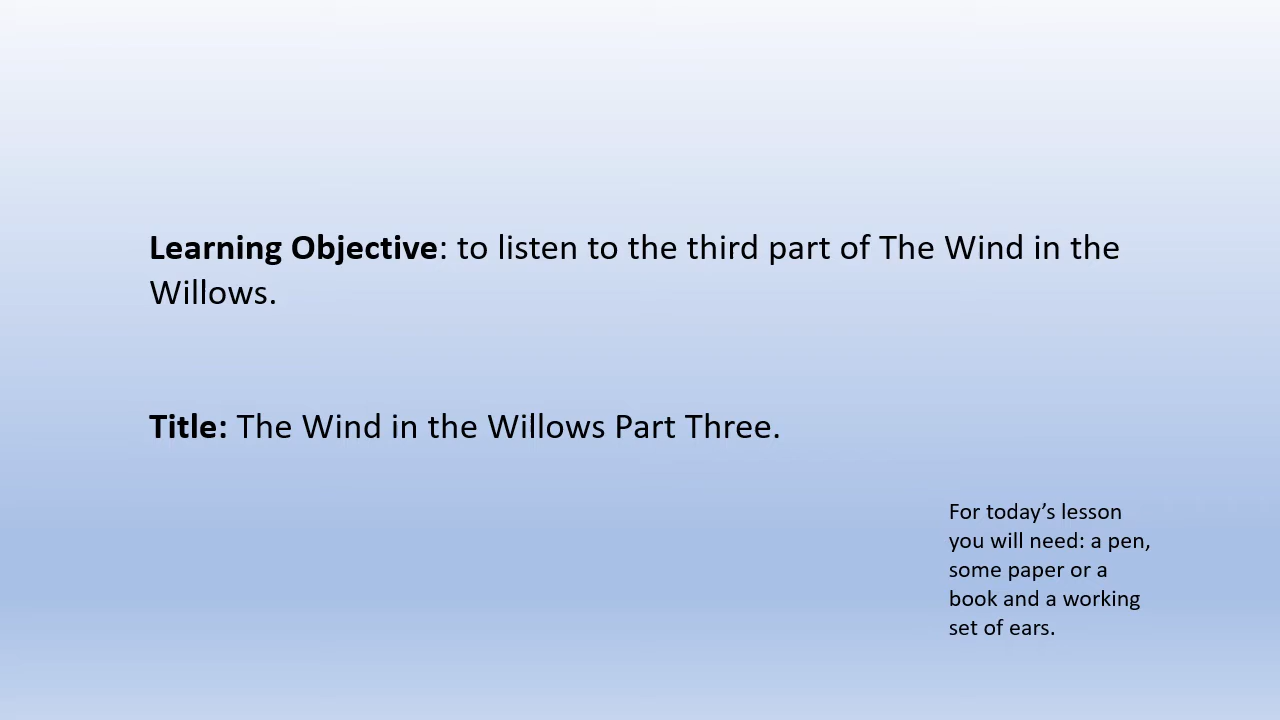 Learning Objective: to listen to the third part of The Wind in the
Willows.
Title: The Wind in the Willows Part Three.
For today’s lesson
you will need: a pen,
some paper or a
book and a working
set of ears.